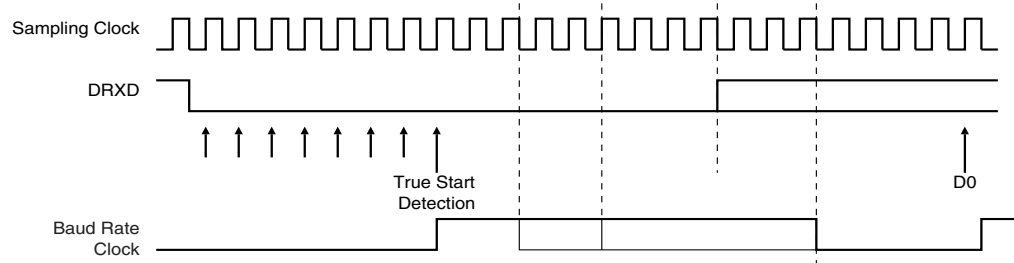 Sampling Clock
DRXD
True Start
Detection
D0
Baud Rate
Clock